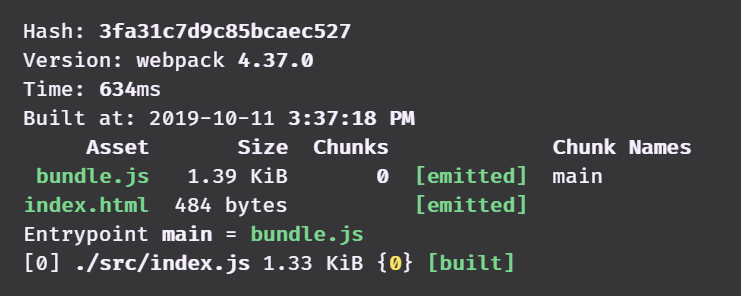 Hash: 3fa31c7d9c85bcaec527
Version: webpack 4.37.0
Time: 634ms
Built at: 2019-10-11 3:37:18 PM
Asset Size Chunks Chunk Names
bundle.js 1.39 KiB 0 [emitted] main
index.html 484 bytes [emitted]
Entrypoint main = bundle.js
[0] ./src/index.js 1.33 KiB {0} [built]